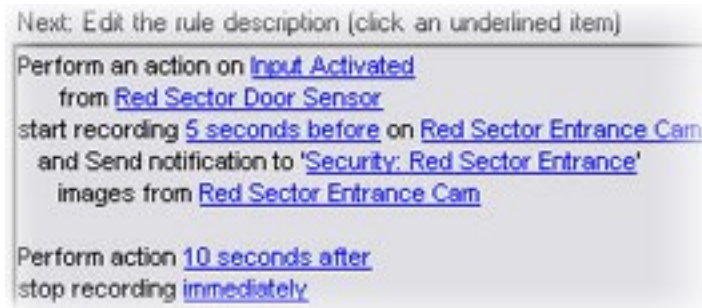 Next: Edit the rule description (click an underlined item)
Perform an action on Input Activated
from Red Sector Door Sensor
start recording 5 seconds before on Red Sector Entrance Cam
and Send notification to 'Security: Red Sector Entrance'
images from Red Sector Entrance Cam
Perform action 10 seconds after
stop recording immediately